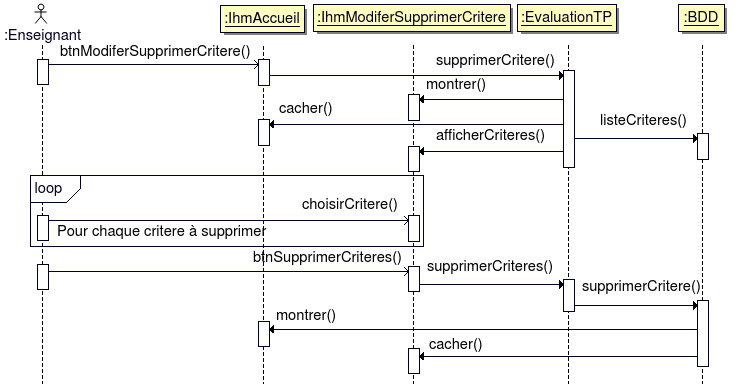 :Enseignant
:IhmAccueil
:IhmModiferSupprimerCritere
:EvaluationTP
:BDD
btnModiferSupprimerCritere()
supprimerCritere()
montrer()
cacher()
listeCriteres()
afficherCriteres()
loop
choisirCritere()
Pour chaque critere à supprimer
btnSupprimerCriteres()
supprimerCriteres()
supprimerCritere()
montrer()
cacher()